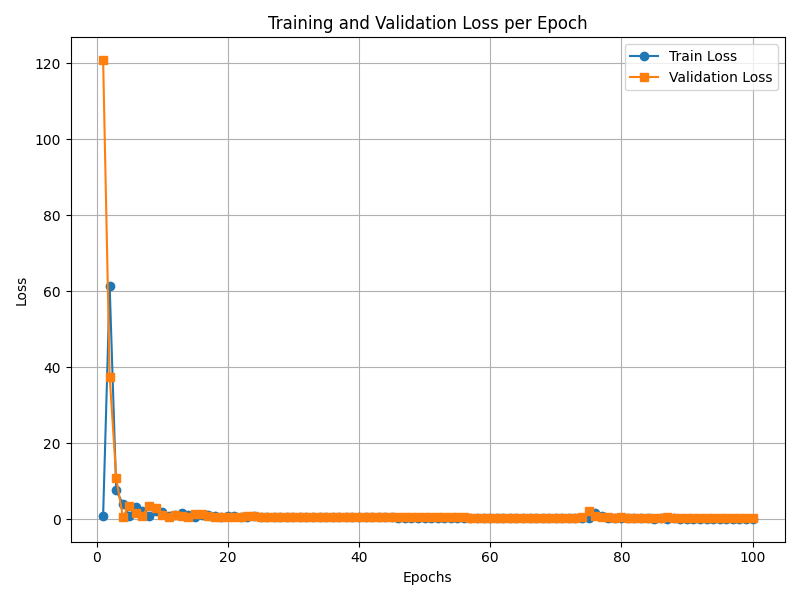 Training and Validation Loss per Epoch
Train Loss
Validation Loss
120
100
80
60
40
20
0
Loss
0 20 40 60 80 100
Epochs